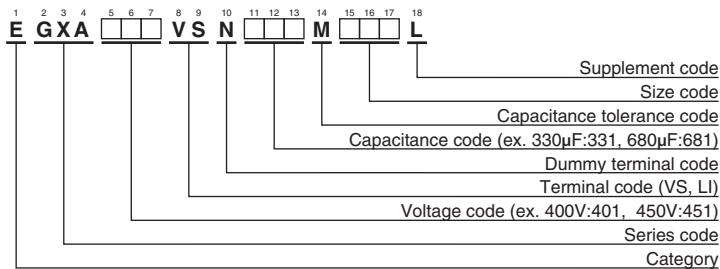 1 2 3 4 5 6 7 8 9 10 11 12 13 14 15 16 17 18
E GXA □□□ VS N □□□ M □□□ L
Supplement code
Size code
Capacitance tolerance code
Capacitance code (ex. 330µF:331, 680µF:681)
Dummy terminal code
Terminal code (VS, LI)
Voltage code (ex. 400V:401, 450V:451)
Series code
Category